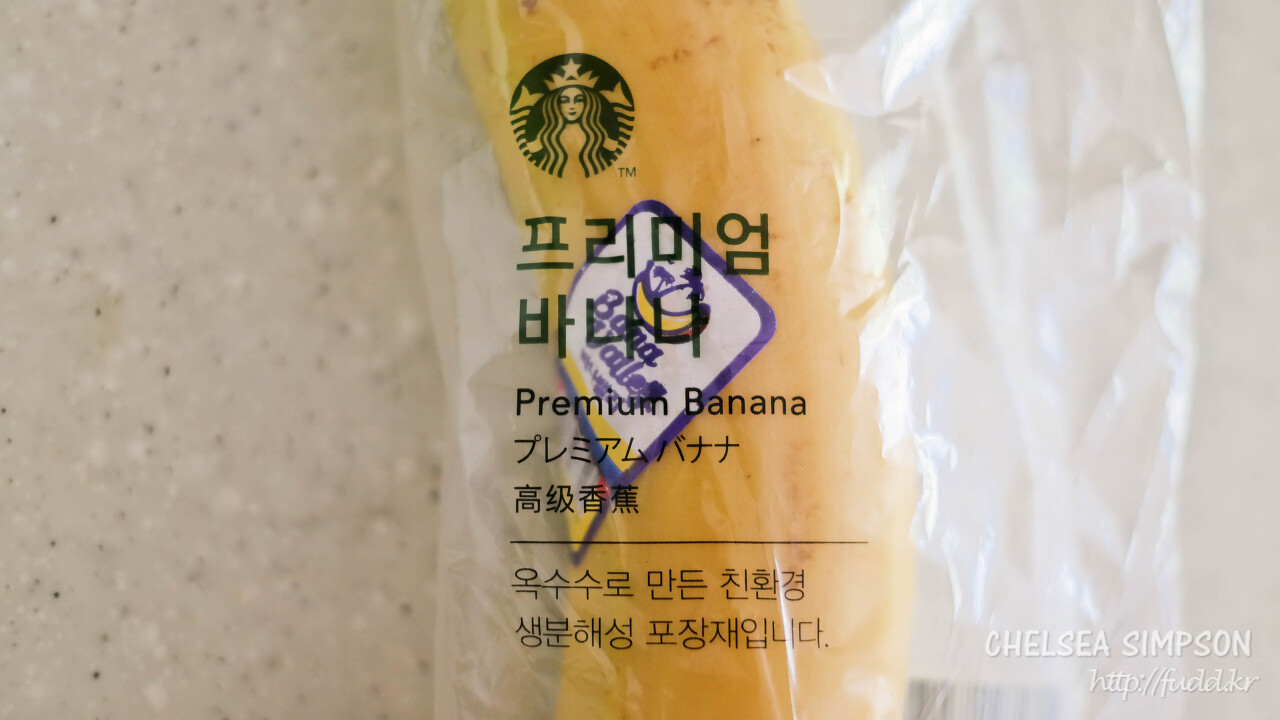 TM
프리미엄
바나나
Premium Banana
プレミアム バナナ
高级香蕉
옥수수로 만든 친환경
생분해성 포장재입니다.
CHELSEA SIMPSON
http://fudd.kr